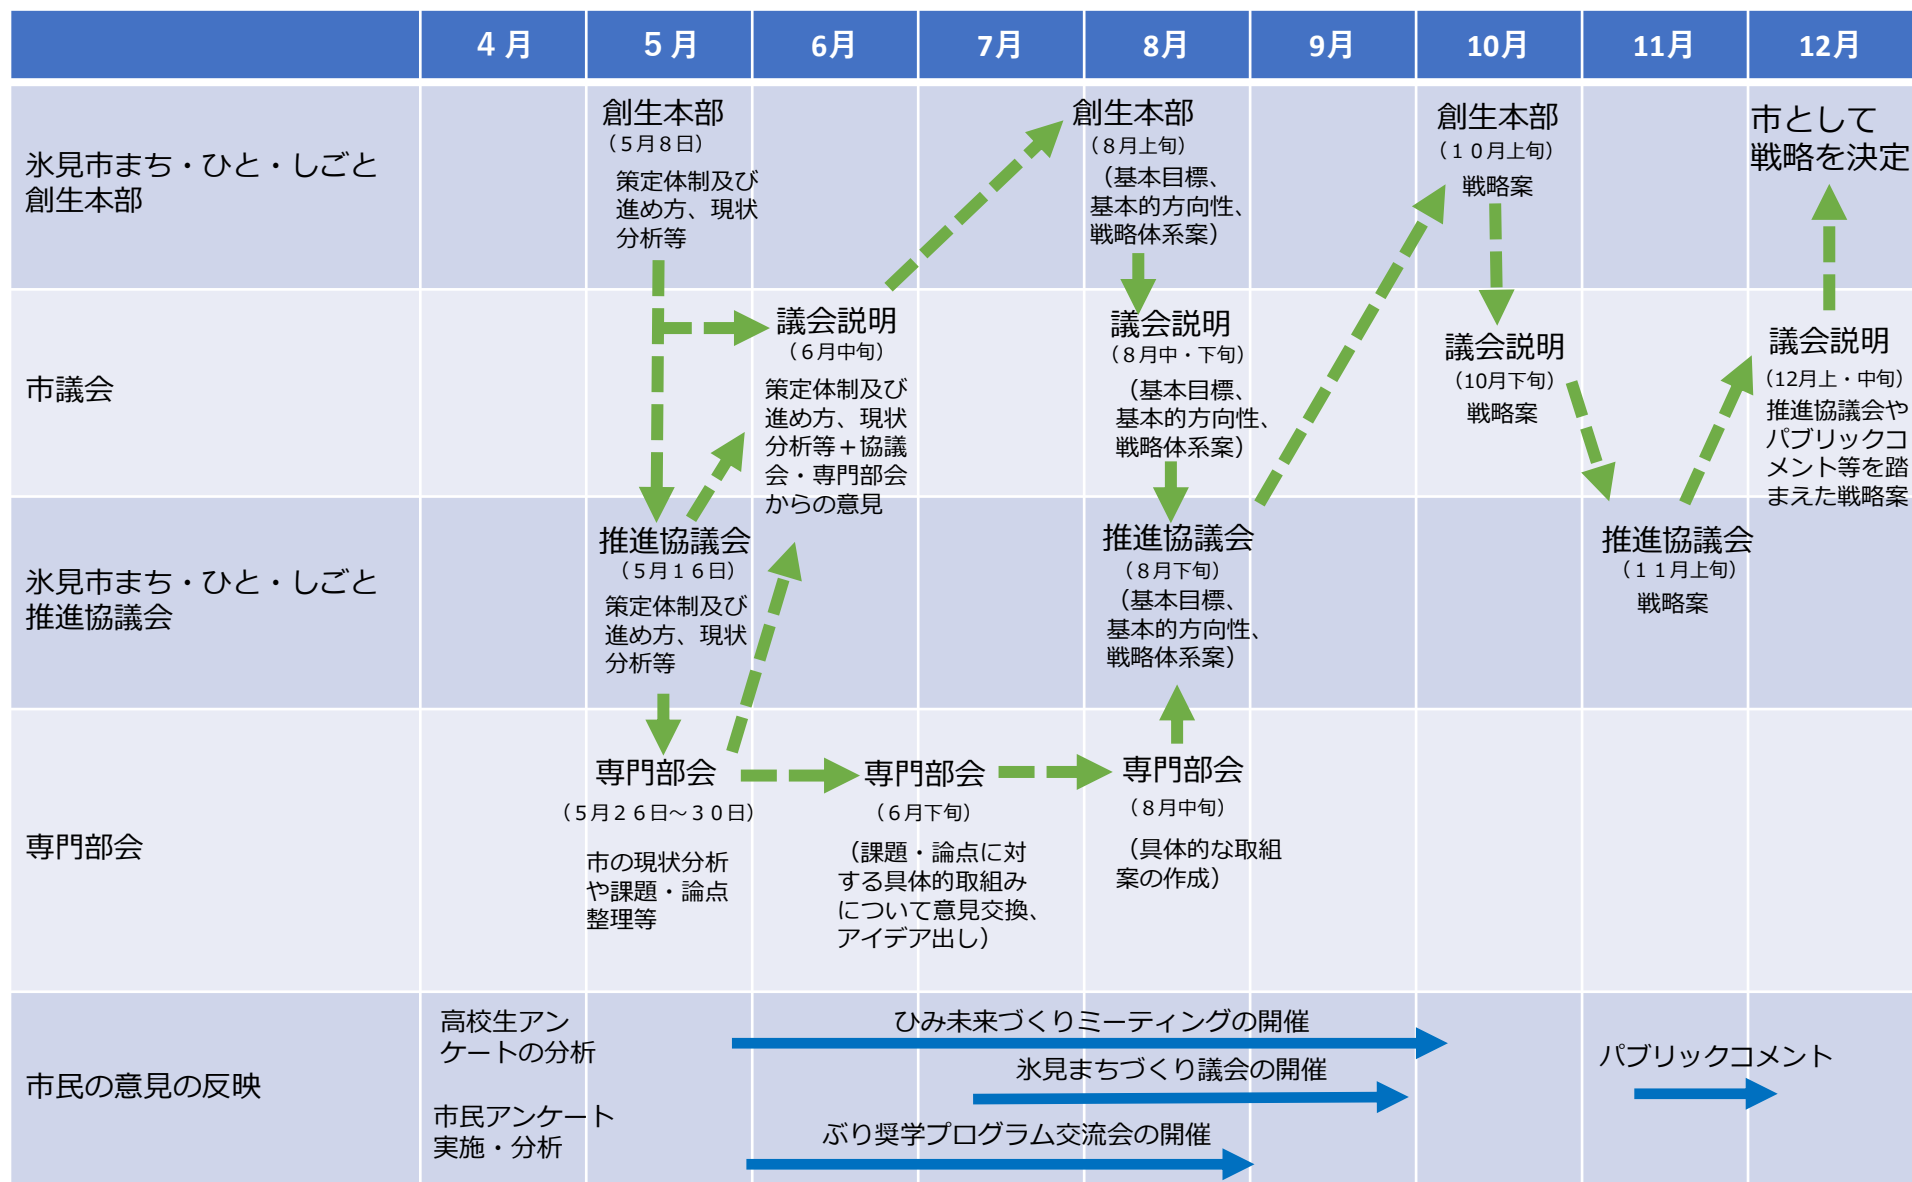 ４月
５月
6月
7月
8月
9月
10月
11月
12月
氷見市まち・ひと・しごと
創生本部
創生本部
（５月８日）
策定体制及び
進め方、現状
分析等
創生本部
（８月上旬）
（基本目標、
基本的方向性、
戦略体系案）
創生本部
（１０月上旬）
戦略案
市として
戦略を決定
市議会
議会説明
（６月中旬）
策定体制及び
進め方、現状
分析等＋協議
会・専門部会
からの意見
議会説明
（８月中・下旬）
（基本目標、
基本的方向性、
戦略体系案）
議会説明
（10月下旬）
戦略案
議会説明
（12月上・中旬）
推進協議会や
パブリックコ
メント等を踏
まえた戦略案
氷見市まち・ひと・しごと
推進協議会
推進協議会
（５月１６日）
策定体制及び
進め方、現状
分析等
推進協議会
（８月下旬）
（基本目標、
基本的方向性、
戦略体系案）
推進協議会
（１１月上旬）
戦略案
専門部会
専門部会
（５月２６日～３０日）
市の現状分析
や課題・論点
整理等
専門部会
（６月下旬）
（課題・論点に対
する具体的取組み
について意見交換、
アイデア出し）
専門部会
（８月中旬）
（具体的な取組
案の作成）
市民の意見の反映
高校生アン
ケートの分析
市民アンケート
実施・分析
ひみ未来づくりミーティングの開催
氷見まちづくり議会の開催
ぶり奨学プログラム交流会の開催
パブリックコメント